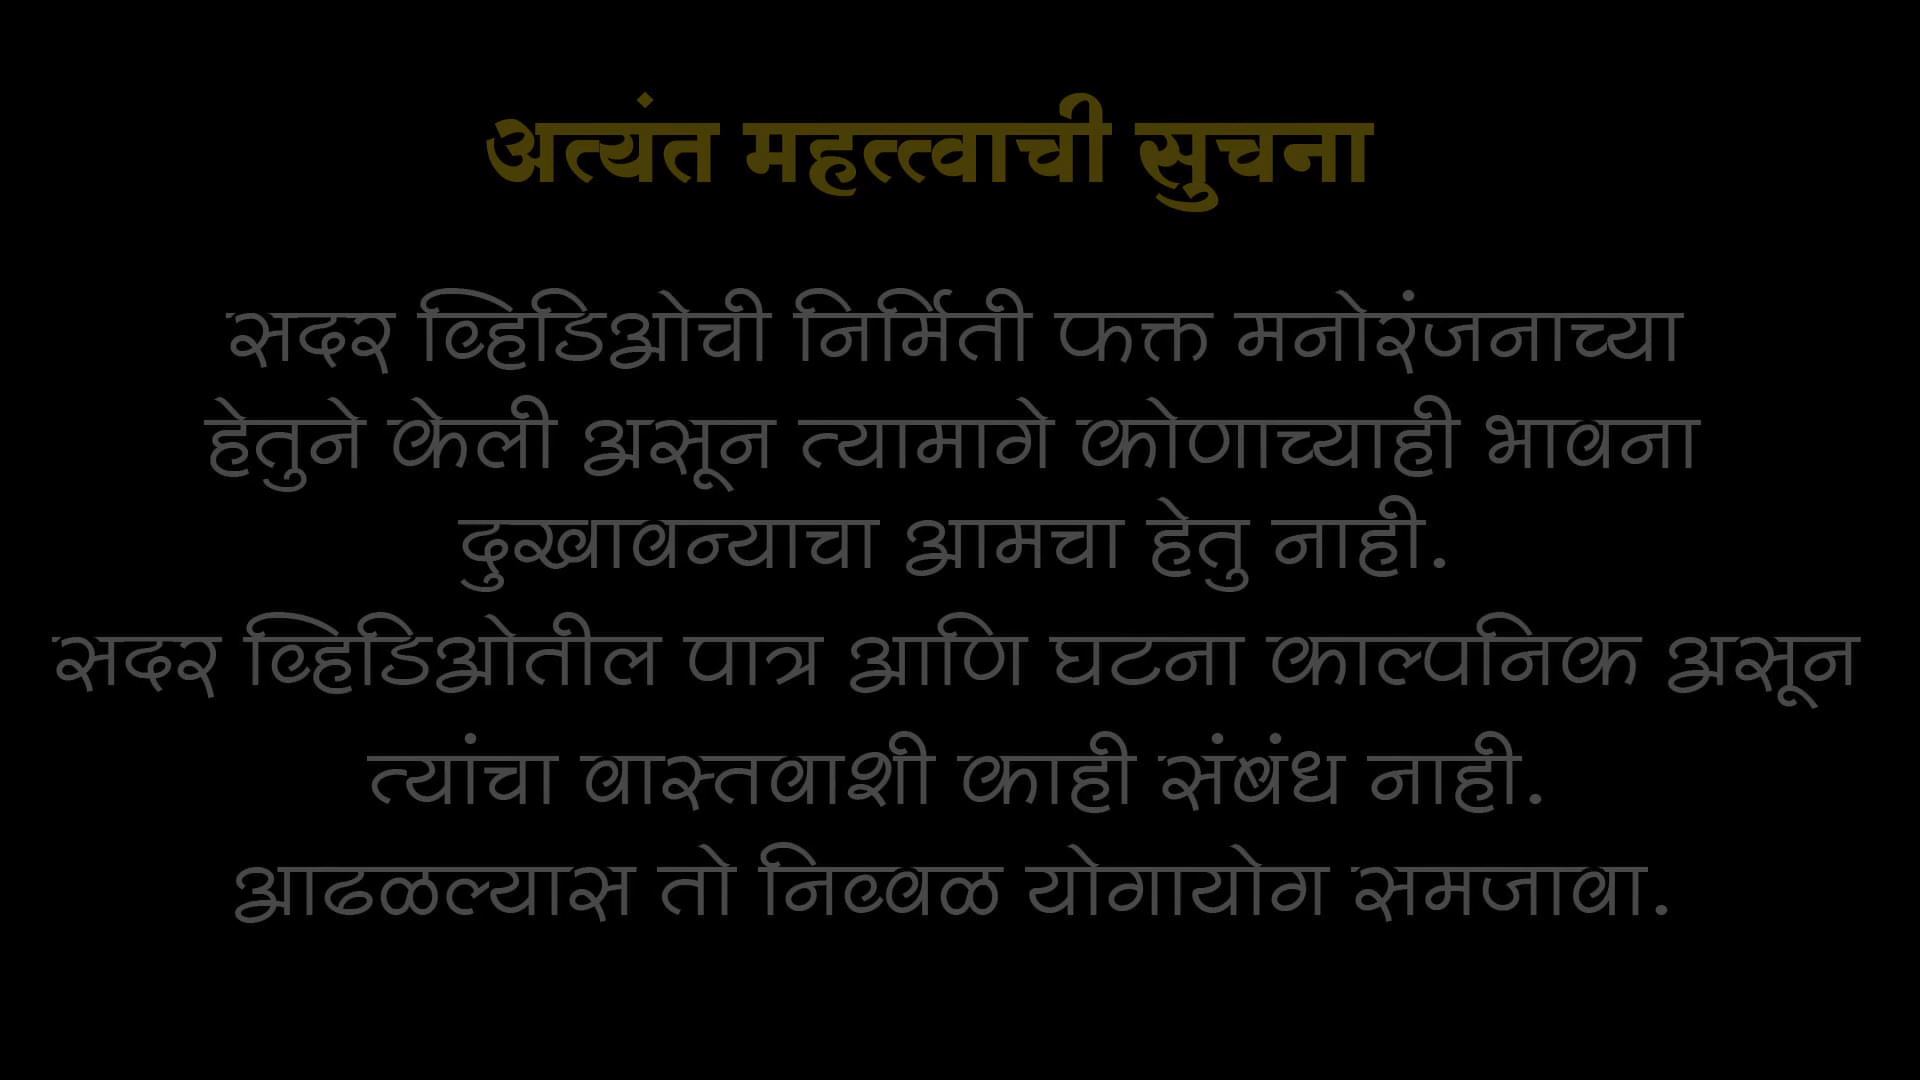 अत्यंत महत्त्वाची सुचना
सदर व्हिडिओची निर्मिती फक्त मनोरंजनाच्या
हेतुने केली असून त्यामागे कोणाच्याही भावना
दुखावन्याचा आमचा हेतु नाही.
सदर व्हिडिओतील पात्र आणि घटना काल्पनिक असून
त्यांचा वास्तवाशी काही संबंध नाही.
आढळल्यास तो निव्वळ योगायोग समजावा.